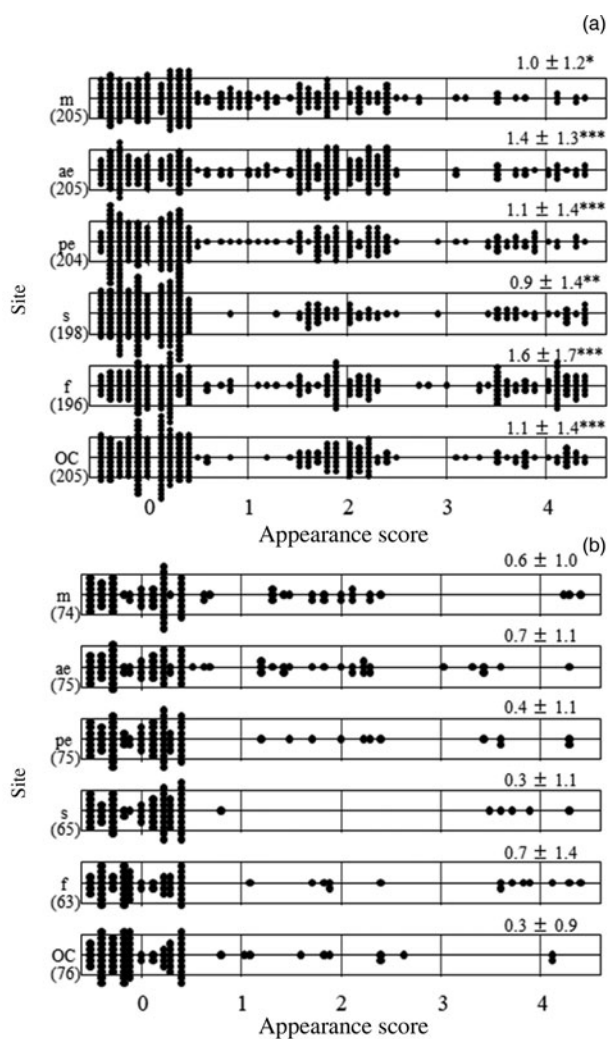 (a)
1.0 ± 1.2*
m
(205)
1.4 ± 1.3***
ae
(205)
1.1 ± 1.4***
pe
(204)
0.9 ± 1.4**
s
(198)
1.6 ± 1.7***
f
(196)
1.1 ± 1.4***
OC
(205)
Site
0 1 2 3 4
Appearance score
(b)
0.6 ± 1.0
m
(74)
0.7 ± 1.1
ae
(75)
0.4 ± 1.1
pe
(75)
0.3 ± 1.1
s
(65)
0.7 ± 1.4
f
(63)
0.3 ± 0.9
OC
(76)
Site
0 1 2 3 4
Appearance score